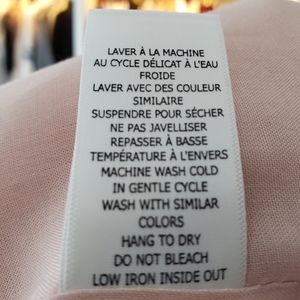 LAVER À LA MACHINE
AU CYCLE DÉLICAT À L'EAU
FROIDE
LAVER AVEC DES COULEUR
SIMILAIRE
SUSPENDRE POUR SÉCHER
NE PAS JAVELLISER
REPASSER À BASSE
TEMPÉRATURE À L'ENVERS
MACHINE WASH COLD
IN GENTLE CYCLE
WASH WITH SIMILAR
COLORS
HANG TO DRY
DO NOT BLEACH
LOW IRON INSIDE OUT